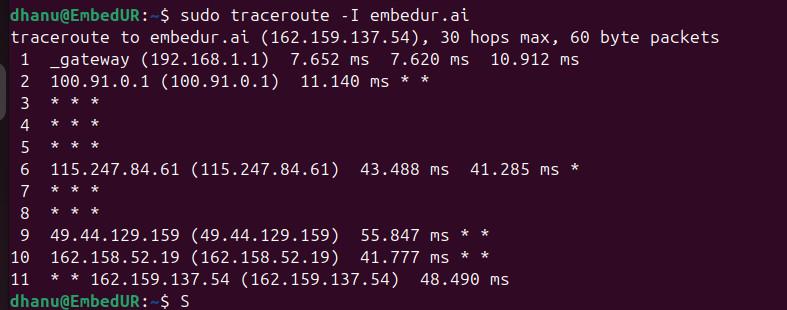 dhanu@EmbedUR:~$ sudo traceroute -I embedur.ai
traceroute to embedur.ai (162.159.137.54), 30 hops max, 60 byte packets
 1  _gateway (192.168.1.1)  7.652 ms  7.620 ms  10.912 ms
 2  100.91.0.1 (100.91.0.1)  11.140 ms * *
 3  * * *
 4  * * *
 5  * * *
 6  115.247.84.61 (115.247.84.61)  43.488 ms  41.285 ms *
 7  * * *
 8  * * *
 9  49.44.129.159 (49.44.129.159)  55.847 ms * *
10  162.158.52.19 (162.158.52.19)  41.777 ms * *
11  * * 162.159.137.54 (162.159.137.54)  48.490 ms
dhanu@EmbedUR:~$ S